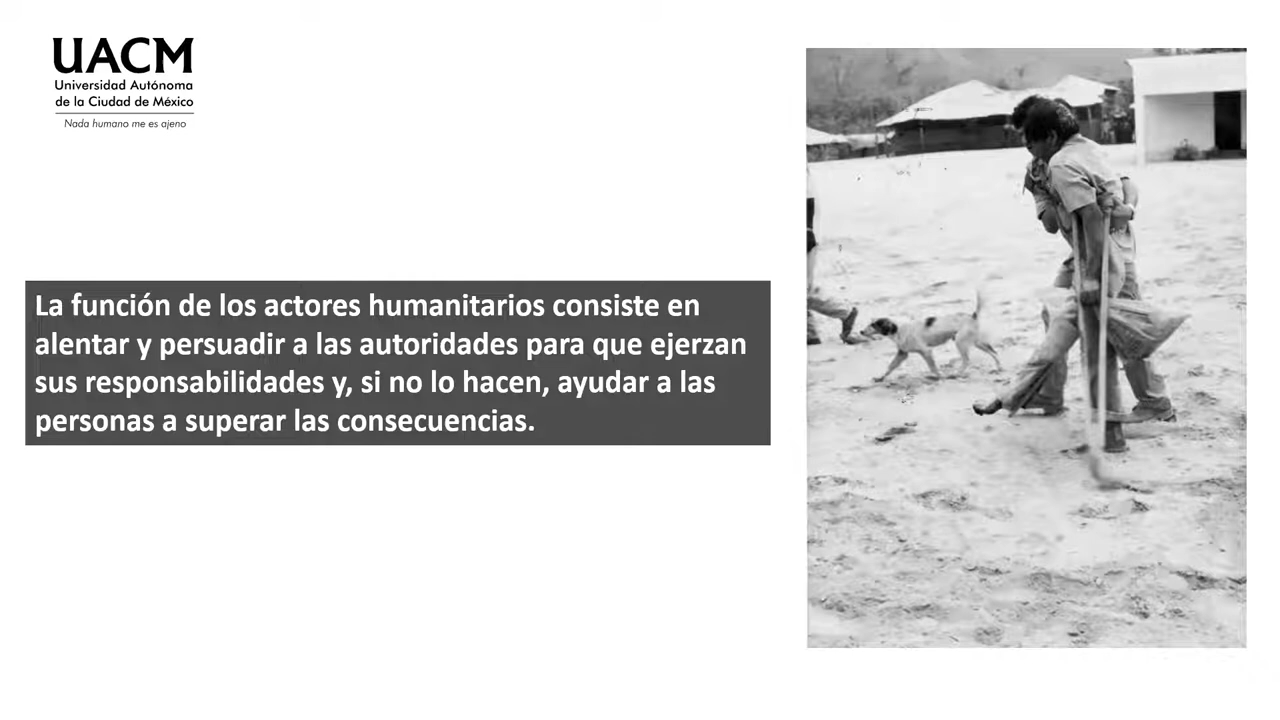 UACM
Universidad Autónoma
de la Ciudad de México
Nada humano me es ajeno
La función de los actores humanitarios consiste en
alentar y persuadir a las autoridades para que ejerzan
sus responsabilidades y, si no lo hacen, ayudar a las
personas a superar las consecuencias.